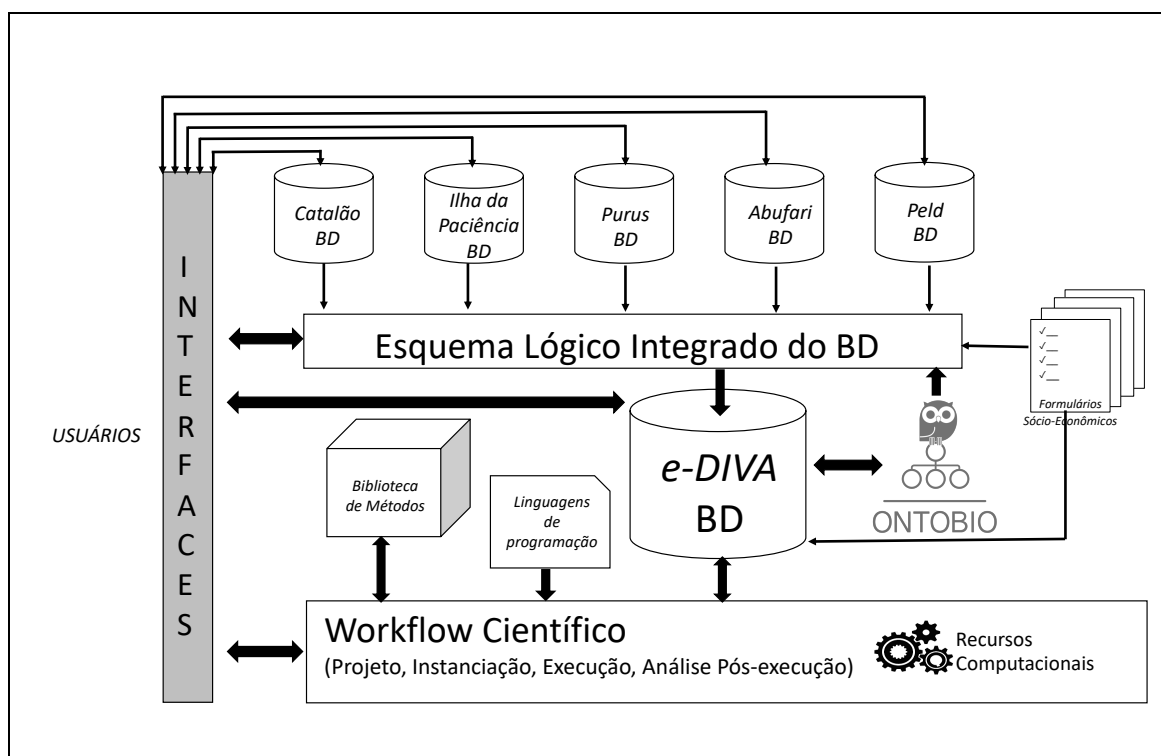 Catalão
BD
Ilha da
Paciência
BD
Purus
BD
Abufari
BD
Peld
BD
USUÁRIOS
I
N
T
E
R
F
A
C
E
S
Esquema Lógico Integrado do BD
Formulários
Sócio-Econômicos
Biblioteca
de Métodos
Linguagens
de
programação
e-DIVA
BD
ONTOBIO
Workflow Científico
(Projeto, Instanciação, Execução, Análise Pós-execução)
Recursos
Computacionais